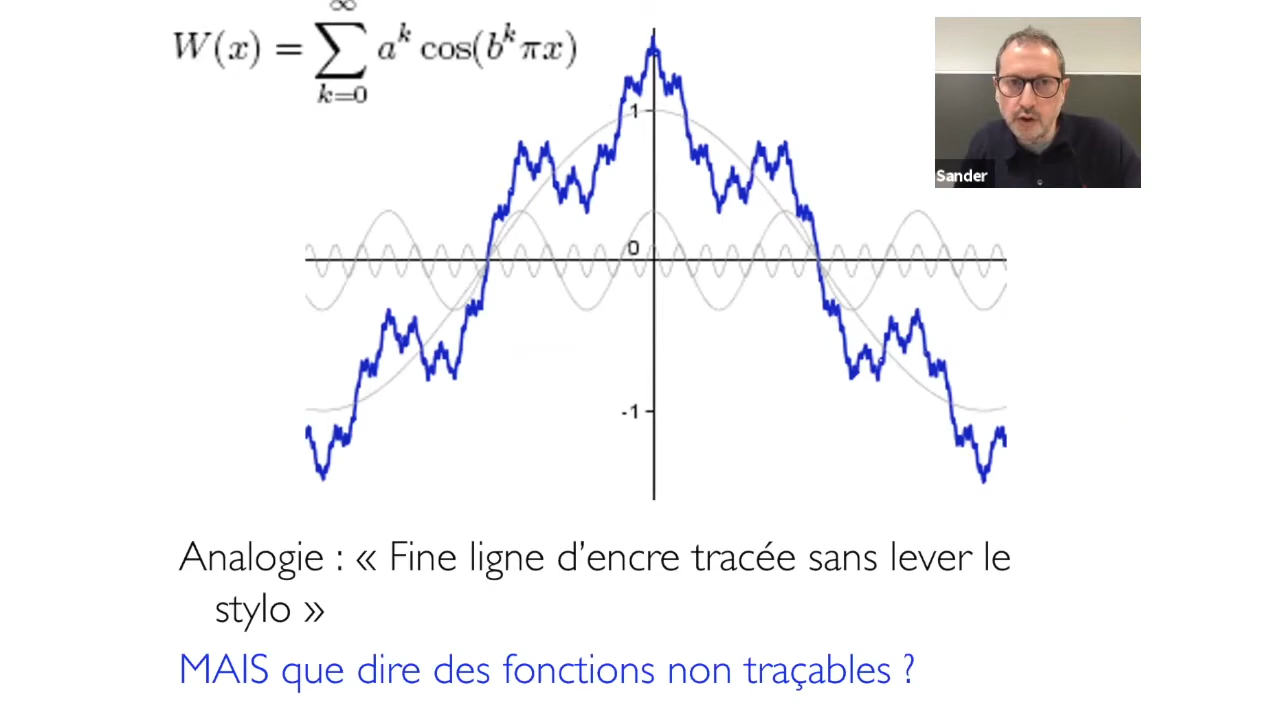 W(x) = ∑ a^k cos(b^k πx)
∞
k=0
Sander
1
0
-1
Analogie : « Fine ligne d’encre tracée sans lever le
stylo »
MAIS que dire des fonctions non traçables ?